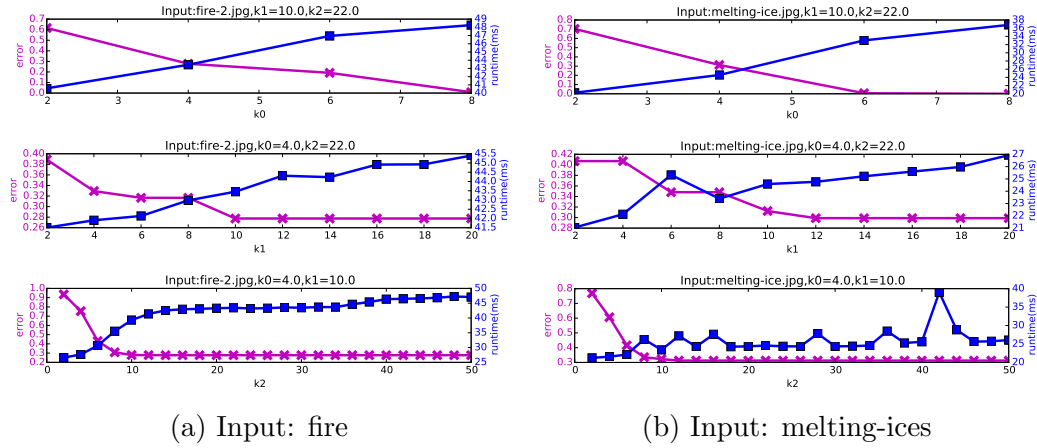 Input:fire-2.jpg,k1=10.0,k2=22.0
0.7
0.6
0.5
0.4
0.3
0.2
0.1
0.0
error
49
48
47
46
45
44
43
42
41
40
runtime(ms)
2 3 4 5 6 7 8
k0
Input:fire-2.jpg,k0=4.0,k2=22.0
0.40
0.38
0.36
0.34
0.32
0.30
0.28
0.26
error
45.5
45.0
44.5
44.0
43.5
43.0
42.5
42.0
41.5
runtime(ms)
2 4 6 8 10 12 14 16 18 20
k1
Input:fire-2.jpg,k0=4.0,k1=10.0
1.0
0.9
0.8
0.7
0.6
0.5
0.4
0.3
0.2
error
50
45
40
35
30
25
runtime(ms)
0 10 20 30 40 50
k2
(a) Input: fire
Input:melting-ice.jpg,k1=10.0,k2=22.0
0.8
0.7
0.6
0.5
0.4
0.3
0.2
0.1
0.0
error
38
36
34
32
30
28
26
24
22
20
runtime(ms)
2 3 4 5 6 7 8
k0
Input:melting-ice.jpg,k0=4.0,k2=22.0
0.42
0.40
0.38
0.36
0.34
0.32
0.30
0.28
error
27
26
25
24
23
22
21
runtime(ms)
2 4 6 8 10 12 14 16 18 20
k1
Input:melting-ice.jpg,k0=4.0,k1=10.0
0.8
0.7
0.6
0.5
0.4
0.3
error
40
35
30
25
20
runtime(ms)
0 10 20 30 40 50
k2
(b) Input: melting-ices